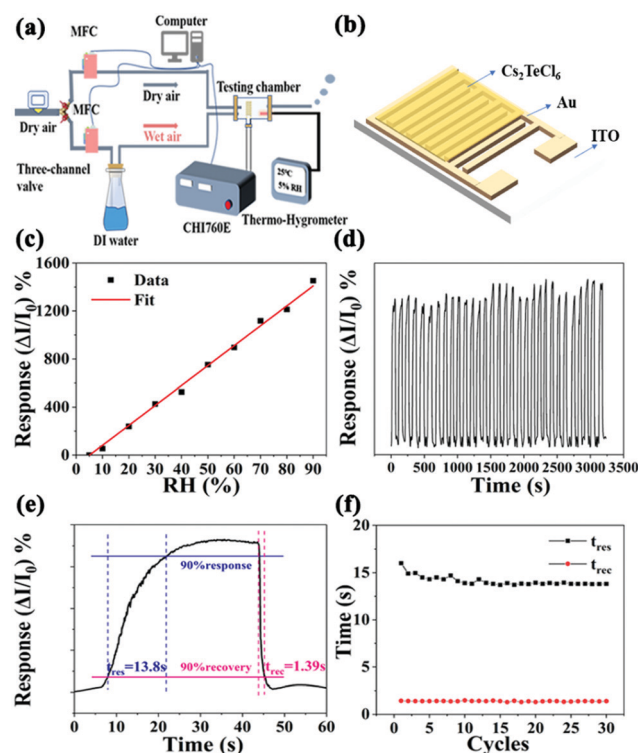 (a)
MFC
Computer
Dry air
MFC
Dry air
Testing chamber
Wet air
Three-channel
valve
DI water
CHI760E
25℃
5% RH
Thermo-Hygrometer
(b)
Cs₂TeCl₆
Au
ITO
(c)
1600
1200
800
400
0
Response (ΔI/I₀) %
Data
Fit
0 10 20 30 40 50 60 70 80 90
RH (%)
(d)
Response (ΔI/I₀) %
0 500 1000 1500 2000 2500 3000 3500
Time (s)
(e)
Response (ΔI/I₀) %
90%response
tres=13.8s
90%recovery
trec=1.39s
0 10 20 30 40 50 60
Time (s)
(f)
20
15
10
5
0
Time (s)
tres
trec
0 5 10 15 20 25 30
Cycles